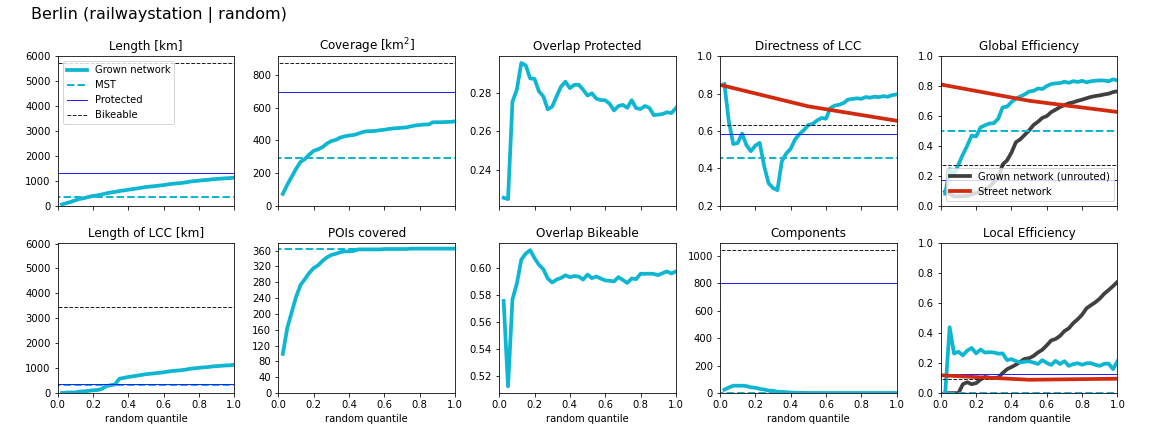 Berlin (railwaystation | random)
Length [km]
6000
5000
4000
3000
2000
1000
0
Grown network
MST
Protected
Bikeable
Coverage [km²]
800
600
400
200
0
Overlap Protected
0.28
0.26
0.24
Directness of LCC
1.0
0.8
0.6
0.4
0.2
Global Efficiency
1.0
0.8
0.6
0.4
0.2
0.0
Grown network (unrouted)
Street network
Length of LCC [km]
6000
5000
4000
3000
2000
1000
0
0.0 0.2 0.4 0.6 0.8 1.0
random quantile
POIs covered
360
320
280
240
200
160
120
80
40
0
0.0 0.2 0.4 0.6 0.8 1.0
random quantile
Overlap Bikeable
0.60
0.58
0.56
0.54
0.52
0.0 0.2 0.4 0.6 0.8 1.0
random quantile
Components
1000
800
600
400
200
0
0.0 0.2 0.4 0.6 0.8 1.0
random quantile
Local Efficiency
1.0
0.8
0.6
0.4
0.2
0.0
0.0 0.2 0.4 0.6 0.8 1.0
random quantile